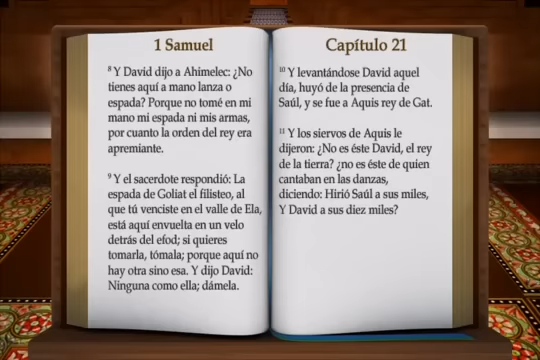 1 Samuel
⁸ Y David dijo a Ahimelec: ¿No
tienes aquí a mano lanza o
espada? Porque no tomé en mi
mano mi espada ni mis armas,
por cuanto la orden del rey era
apremiante.
⁹ Y el sacerdote respondió: La
espada de Goliat el filisteo, al
que tú venciste en el valle de Ela,
está aquí envuelta en un velo
detrás del efod; si quieres
tomarla, tómala; porque aquí no
hay otra sino esa. Y dijo David:
Ninguna como ella; dámela.
Capítulo 21
¹⁰ Y levantándose David aquel
día, huyó de la presencia de
Saúl, y se fue a Aquis rey de Gat.
¹¹ Y los siervos de Aquis le
dijeron: ¿No es éste David, el rey
de la tierra? ¿no es éste de quien
cantaban en las danzas,
diciendo: Hirió Saúl a sus miles,
Y David a sus diez miles?